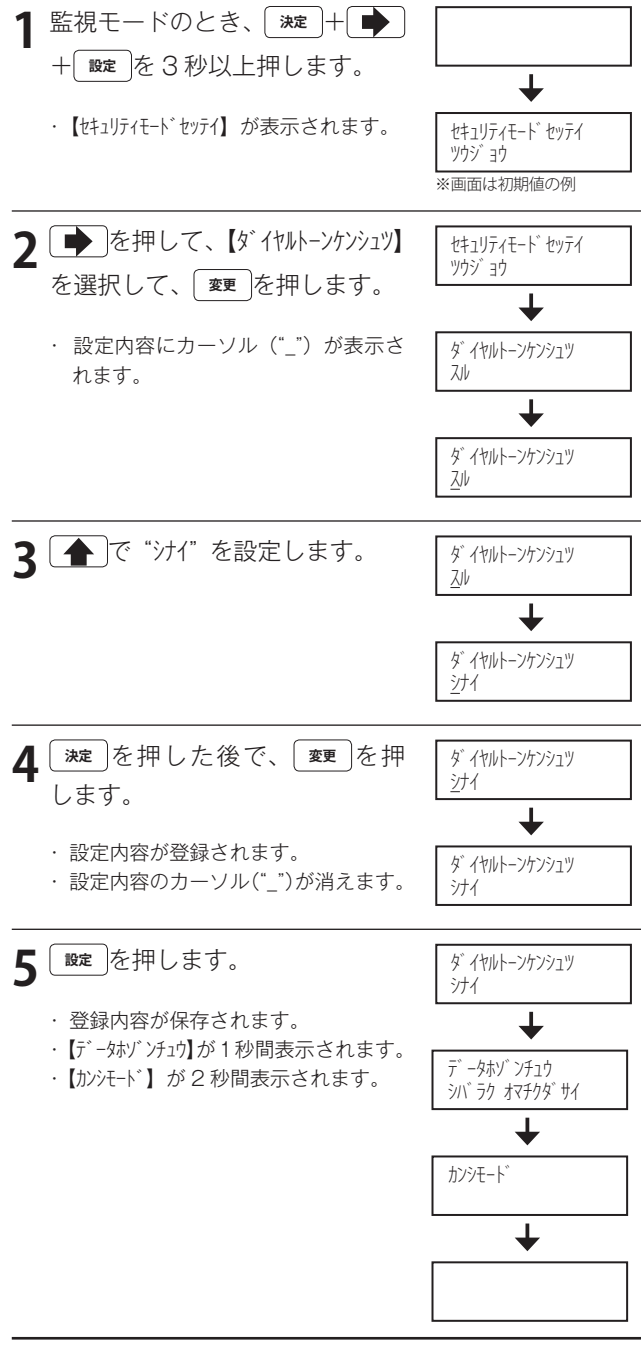 1 監視モードのとき、決定＋➡
＋設定を3秒以上押します。
・【ｾｷｭﾘﾃｨﾓｰﾄﾞｾｯﾃｲ】が表示されます。
ｾｷｭﾘﾃｨﾓｰﾄﾞｾｯﾃｲ
ﾂｳｼﾞｮｳ
※画面は初期値の例
2 ➡を押して、【ﾀﾞｲﾔﾙﾄｰﾝｹﾝｼｭﾂ】
を選択して、変更を押します。
・設定内容にカーソル（“_”）が表示さ
れます。
ｾｷｭﾘﾃｨﾓｰﾄﾞｾｯﾃｲ
ﾂｳｼﾞｮｳ
ﾀﾞｲﾔﾙﾄｰﾝｹﾝｼｭﾂ
ｽﾙ
ﾀﾞｲﾔﾙﾄｰﾝｹﾝｼｭﾂ
ｽﾙ
3 ⬆で“ｼﾅｲ”を設定します。
ﾀﾞｲﾔﾙﾄｰﾝｹﾝｼｭﾂ
ｽﾙ
ﾀﾞｲﾔﾙﾄｰﾝｹﾝｼｭﾂ
ｼﾅｲ
4 決定を押した後で、変更を押
します。
・設定内容が登録されます。
・設定内容のカーソル(“_”)が消えます。
ﾀﾞｲﾔﾙﾄｰﾝｹﾝｼｭﾂ
ｼﾅｲ
ﾀﾞｲﾔﾙﾄｰﾝｹﾝｼｭﾂ
ｼﾅｲ
5 設定を押します。
・登録内容が保存されます。
・【ﾃﾞｰﾀﾎｿﾞﾝﾁｭｳ】が1秒間表示されます。
・【ｶﾝｼﾓｰﾄﾞ】が2秒間表示されます。
ﾀﾞｲﾔﾙﾄｰﾝｹﾝｼｭﾂ
ｼﾅｲ
ﾃﾞｰﾀﾎｿﾞﾝﾁｭｳ
ｼﾊﾞﾗｸ ｵﾏﾁｸﾀﾞｻｲ
ｶﾝｼﾓｰﾄﾞ